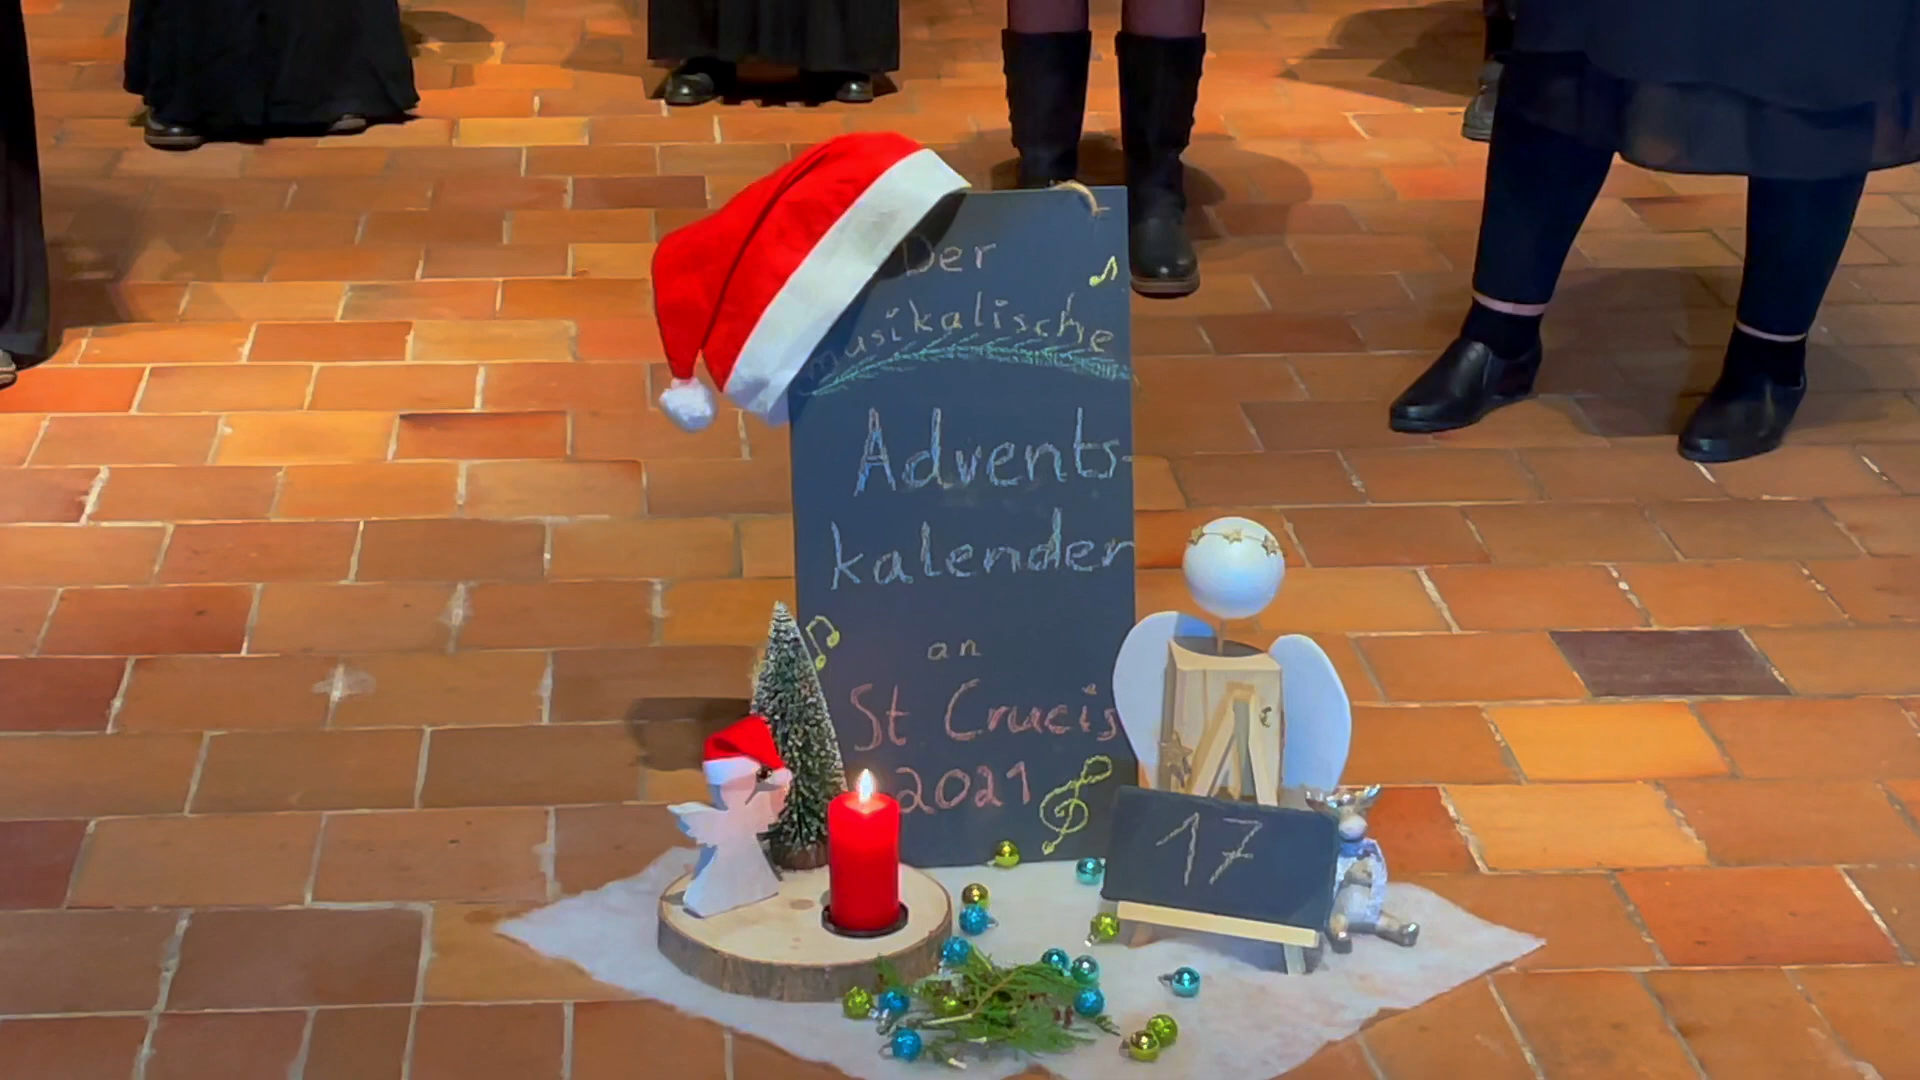 Der
musikalische
Advents-
kalender
an
St Crucis
2021
17